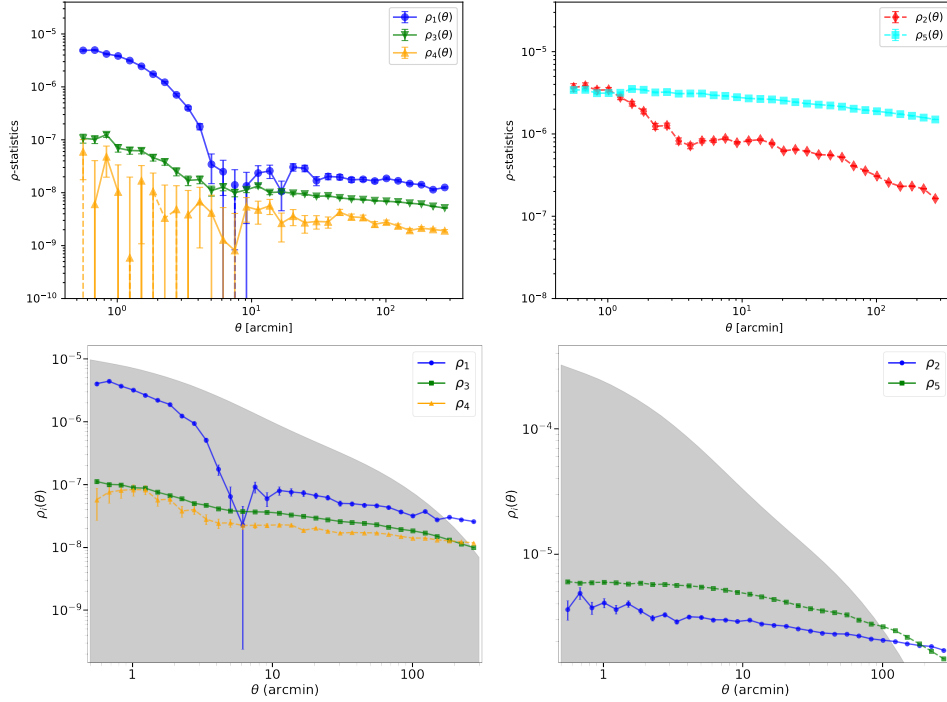 ρ₁(θ)
ρ₃(θ)
ρ₄(θ)
10⁻⁵
10⁻⁶
10⁻⁷
10⁻⁸
10⁻⁹
10⁻¹⁰
ρ-statistics
10⁰ 10¹ 10²
θ [arcmin]
ρ₂(θ)
ρ₅(θ)
10⁻⁵
10⁻⁶
10⁻⁷
10⁻⁸
ρ-statistics
10⁰ 10¹ 10²
θ [arcmin]
ρ₁
ρ₃
ρ₄
10⁻⁵
10⁻⁶
10⁻⁷
10⁻⁸
10⁻⁹
ρᵢ(θ)
1 10 100
θ (arcmin)
ρ₂
ρ₅
10⁻⁴
10⁻⁵
ρᵢ(θ)
1 10 100
θ (arcmin)